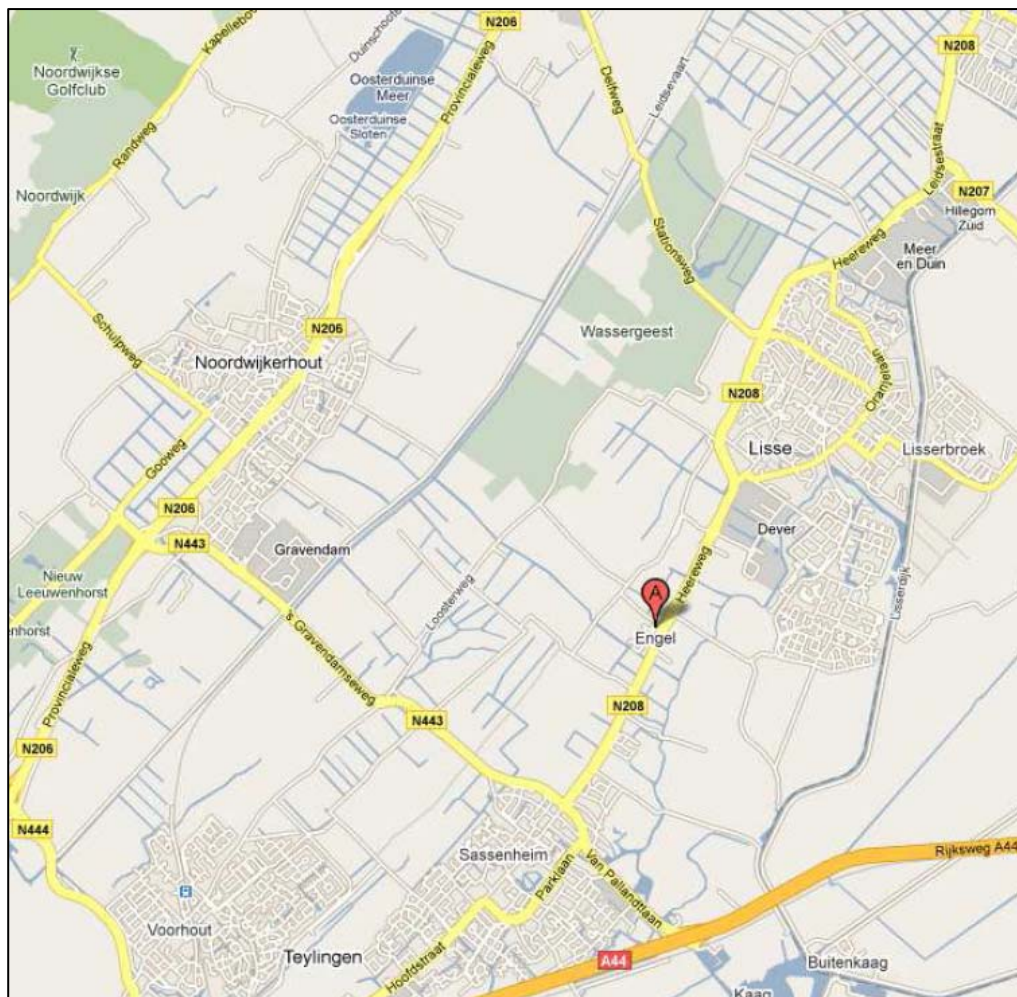 N206
Kapellebo
Duinschoote
N208
Noordwijkse
Golfclub
Oosterduinse
Meer
Provincialeweg
Delfweg
Leidsevaart
Oosterduinse
Sloten
Randweg
Leidsestraat
N207
Noordwijk
Hillegom
Zuid
Stationsweg
Heereweg
Meer
en Duin
Schulpweg
N206
Wassergeest
Noordwijkerhout
Oranjelaan
N208
Gooweg
Lisse
Lisserbroek
N206
N443
Gravendam
Dever
Nieuw
Leeuwenhorst
Heereweg
Lisserdijk
A
Loosterweg
enhorst
Engel
's Gravendamseweg
Provincialeweg
N208
N443
N206
N444
Rijksweg A44
Sassenheim
Parklaan
Van Pallandtlaan
Voorhout
Teylingen
Hoofdstraat
A44
Buitenkaag
Kaag